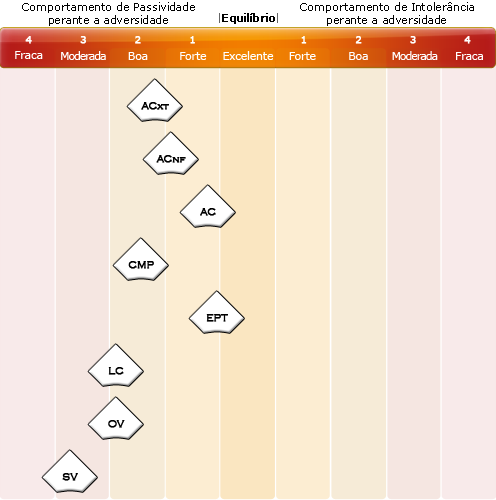 Comportamento de Passividade
perante a adversidade
|Equilíbrio|
Comportamento de Intolerância
perante a adversidade
4 3 2 1 1 2 3 4
Fraca Moderada Boa Forte Excelente Forte Boa Moderada Fraca
ACXT
ACNF
AC
CMP
EPT
LC
OV
SV